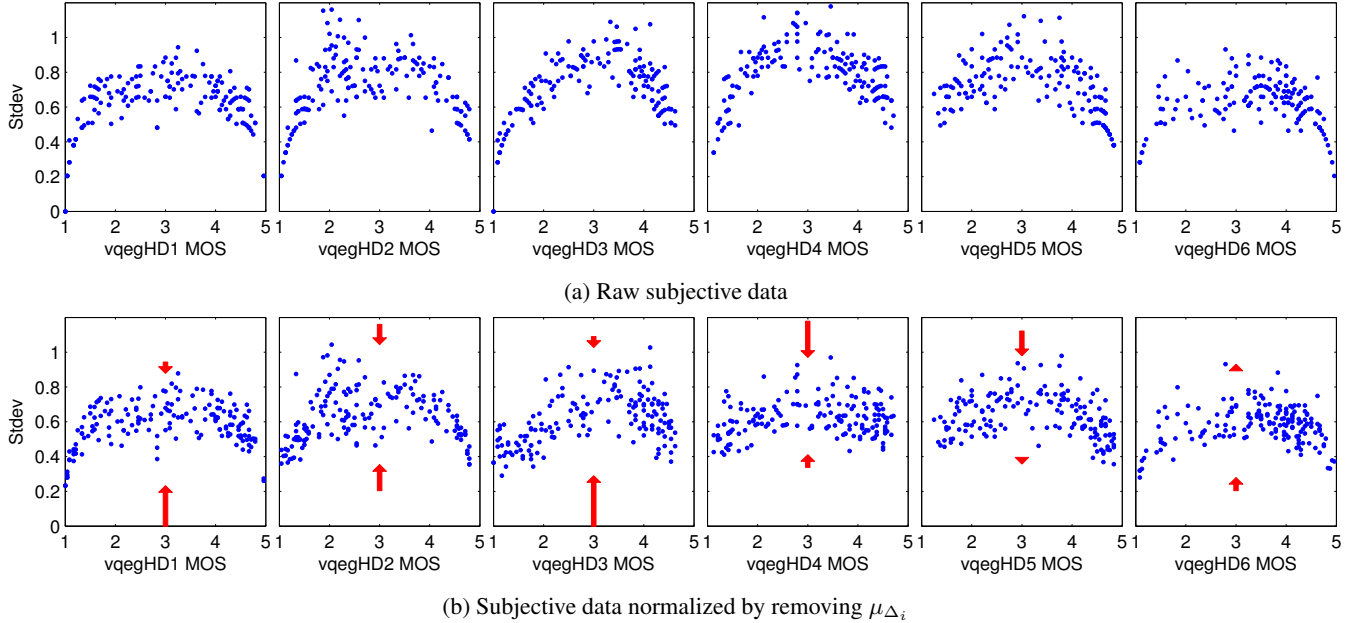 Stdev
1
0.8
0.6
0.4
0.2
0
1 2 3 4 5 1 2 3 4 5 1 2 3 4 5 1 2 3 4 5 1 2 3 4 5 1 2 3 4 5
vqegHD1 MOS vqegHD2 MOS vqegHD3 MOS vqegHD4 MOS vqegHD5 MOS vqegHD6 MOS
(a) Raw subjective data
Stdev
1
0.8
0.6
0.4
0.2
0
1 2 3 4 5 1 2 3 4 5 1 2 3 4 5 1 2 3 4 5 1 2 3 4 5 1 2 3 4 5
vqegHD1 MOS vqegHD2 MOS vqegHD3 MOS vqegHD4 MOS vqegHD5 MOS vqegHD6 MOS
(b) Subjective data normalized by removing μΔi